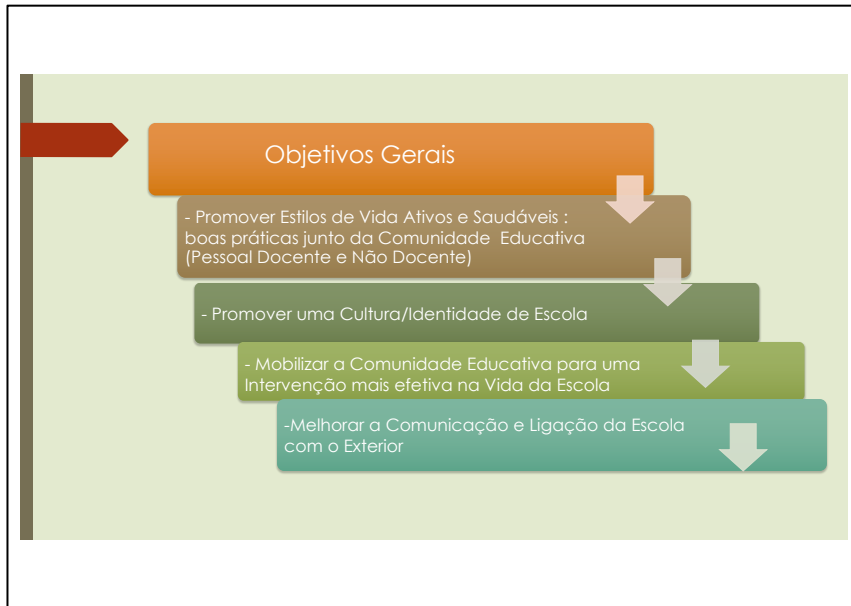 Objetivos Gerais
- Promover Estilos de Vida Ativos e Saudáveis :
boas práticas junto da Comunidade Educativa
(Pessoal Docente e Não Docente)
- Promover uma Cultura/Identidade de Escola
- Mobilizar a Comunidade Educativa para uma
Intervenção mais efetiva na Vida da Escola
-Melhorar a Comunicação e Ligação da Escola
com o Exterior